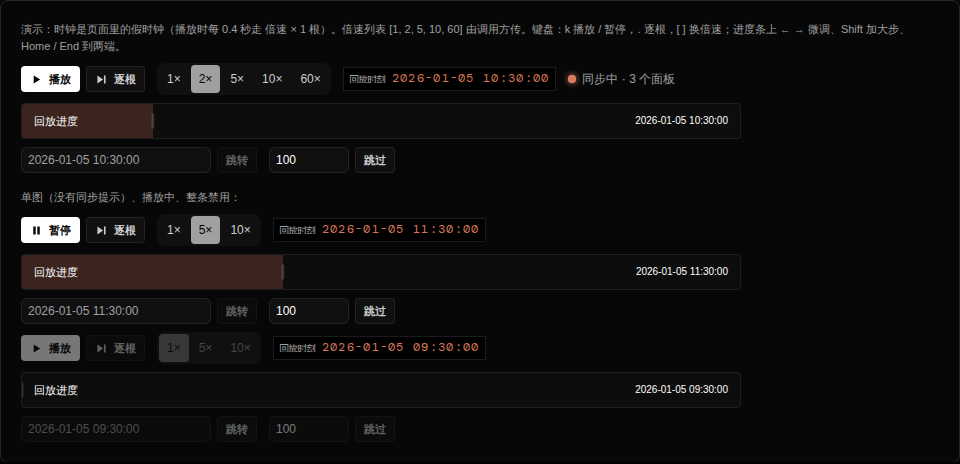 演示：时钟是页面里的假时钟（播放时每 0.4 秒走 倍速 × 1 根）。倍速列表 [1, 2, 5, 10, 60] 由调用方传。键盘：k 播放 / 暂停，. 逐根，[ ] 换倍速；进度条上 ← → 微调、Shift 加大步、
Home / End 到两端。
播放 逐根 1× 2× 5× 10× 60× 回放时刻 2026-01-05 10:30:00 同步中 · 3 个面板
回放进度 2026-01-05 10:30:00
2026-01-05 10:30:00 跳转 100 跳过
单图（没有同步提示）、播放中、整条禁用：
暂停 逐根 1× 5× 10× 回放时刻 2026-01-05 11:30:00
回放进度 2026-01-05 11:30:00
2026-01-05 11:30:00 跳转 100 跳过
播放 逐根 1× 5× 10× 回放时刻 2026-01-05 09:30:00
回放进度 2026-01-05 09:30:00
2026-01-05 09:30:00 跳转 100 跳过